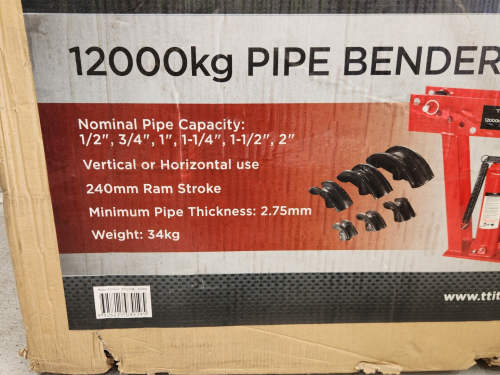 12000kg PIPE BENDER
Nominal Pipe Capacity:
1/2", 3/4", 1", 1-1/4", 1-1/2", 2"
Vertical or Horizontal use
240mm Ram Stroke
Minimum Pipe Thickness: 2.75mm
Weight: 34kg
12000k
www.ttit